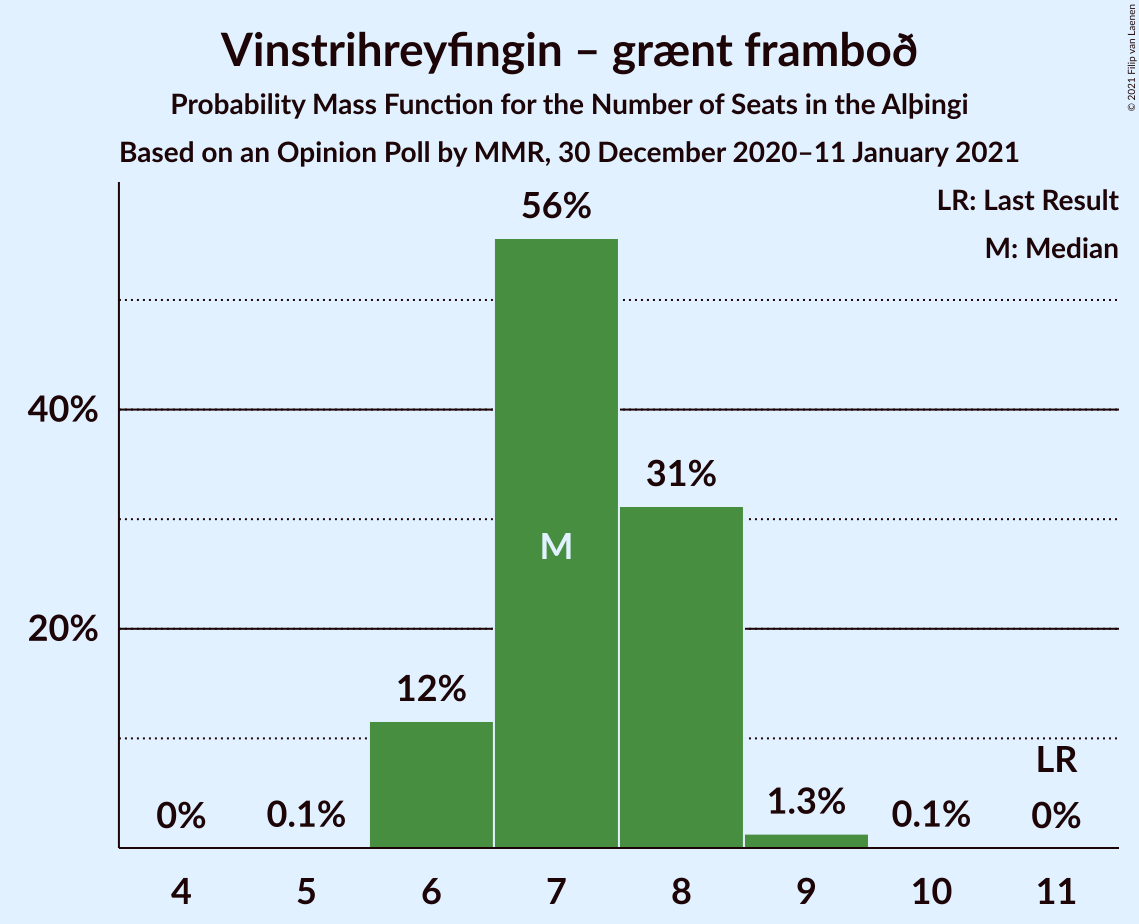 Vinstrihreyfingin – grænt framboð
Probability Mass Function for the Number of Seats in the Alþingi
Based on an Opinion Poll by MMR, 30 December 2020–11 January 2021
© 2021 Filip van Laenen
LR: Last Result
M: Median
56%
40%
31%
M
20%
12%
LR
0%
0.1%
1.3%
0.1%
0%
4 5 6 7 8 9 10 11